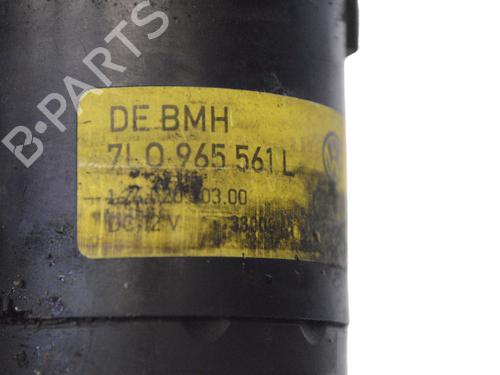 B-PARTS
DE BMH
7L0 965 561 L
DC 12 V